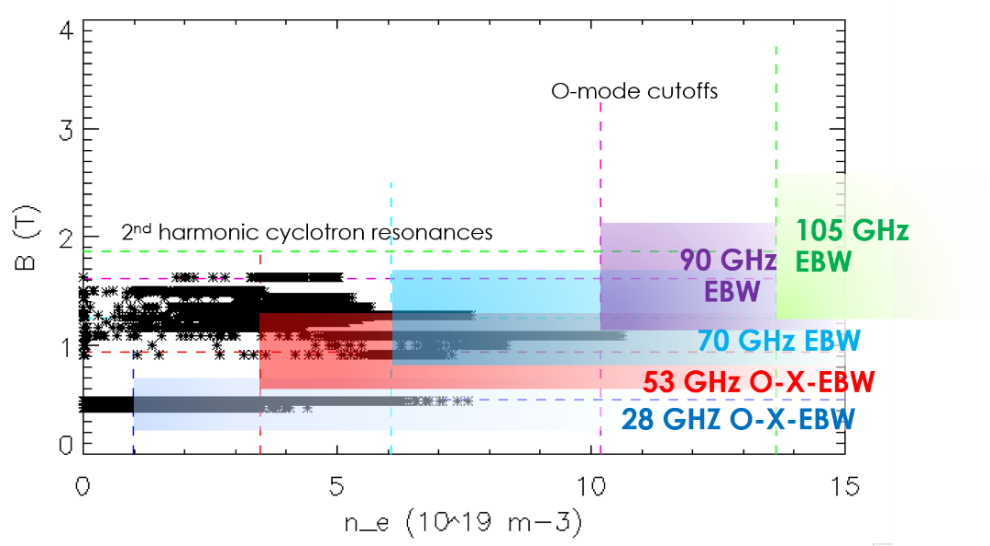 4
O-mode cutoffs
3
2nd harmonic cyclotron resonances
105 GHz
EBW
2
90 GHz
EBW
B (T)
70 GHz EBW
1
53 GHz O-X-EBW
28 GHZ O-X-EBW
0
0 5 10 15
n_e (10^19 m-3)